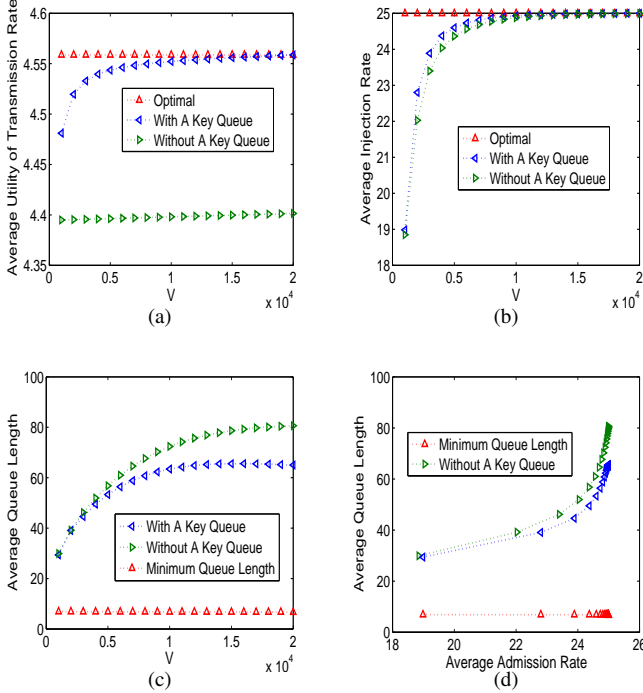 4.6
4.55
4.5
4.45
4.4
4.35
Average Utility of Transmission Rate
Optimal
With A Key Queue
Without A Key Queue
0
0.5
1
1.5
2
V
x 10^4
(a)
25
24
23
22
21
20
19
18
Average Injection Rate
Optimal
With A Key Queue
Without A Key Queue
0
0.5
1
1.5
2
V
x 10^4
(b)
100
80
60
40
20
0
Average Queue Length
With A Key Queue
Without A Key Queue
Minimum Queue Length
0
0.5
1
1.5
2
V
x 10^4
(c)
100
80
60
40
20
0
Average Queue Length
Minimum Queue Length
Without A Key Queue
18
20
22
24
26
Average Admission Rate
(d)